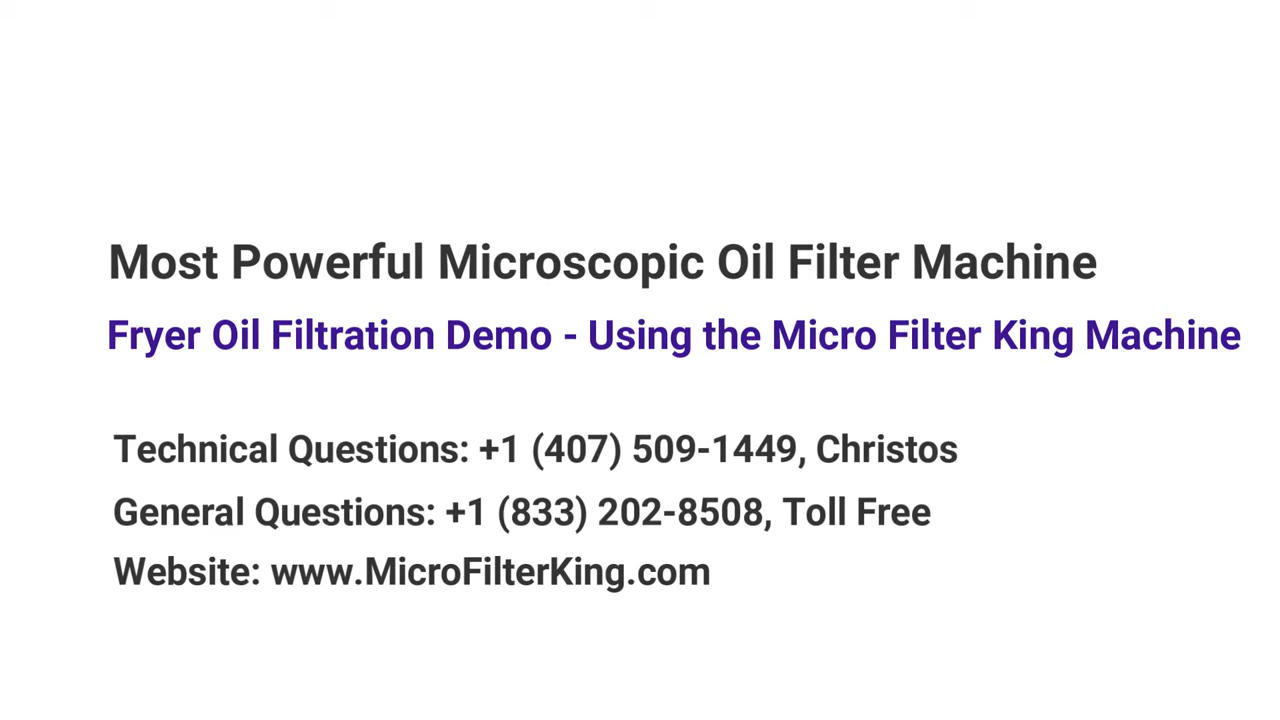 Most Powerful Microscopic Oil Filter Machine
Fryer Oil Filtration Demo - Using the Micro Filter King Machine
Technical Questions: +1 (407) 509-1449, Christos
General Questions: +1 (833) 202-8508, Toll Free
Website: www.MicroFilterKing.com